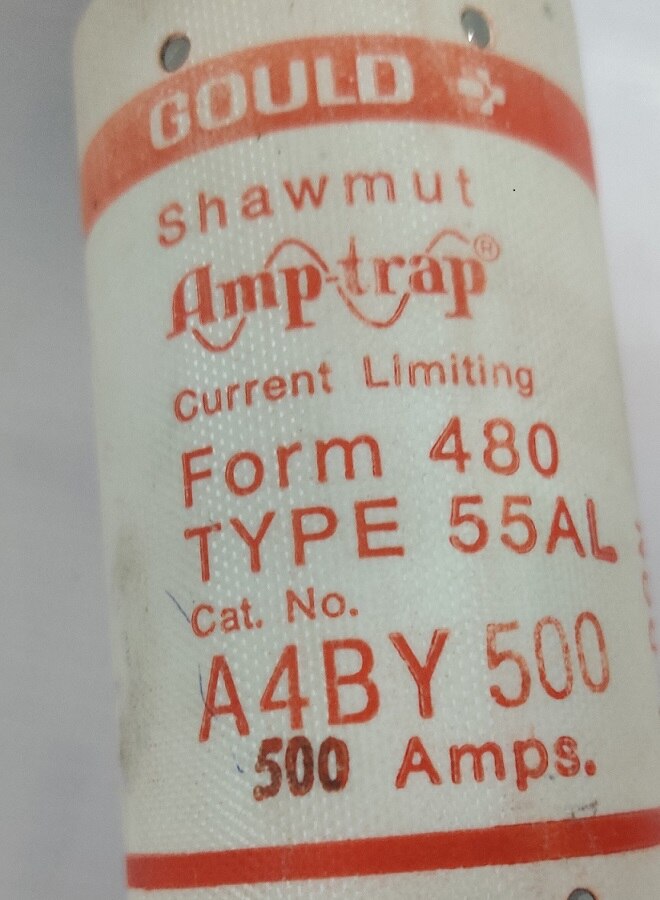 GOULD
Shawmut
Amp-trap®
Current Limiting
Form 480
TYPE 55AL
Cat. No.
A4BY 500
500 Amps.